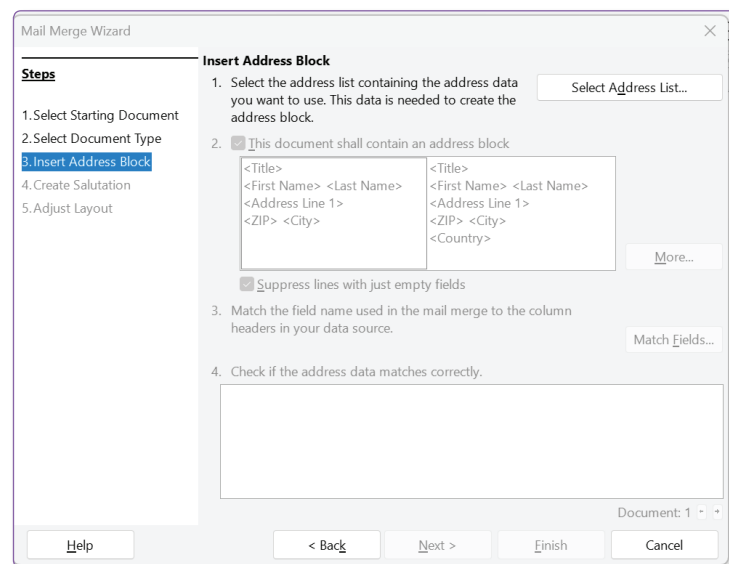 Mail Merge Wizard
Steps
1. Select Starting Document
2. Select Document Type
3. Insert Address Block
4. Create Salutation
5. Adjust Layout
Insert Address Block
1. Select the address list containing the address data
you want to use. This data is needed to create the
address block.
Select Address List...
2. This document shall contain an address block
<Title>
<First Name> <Last Name>
<Address Line 1>
<ZIP> <City>
<Title>
<First Name> <Last Name>
<Address Line 1>
<ZIP> <City>
<Country>
More...
Suppress lines with just empty fields
3. Match the field name used in the mail merge to the column
headers in your data source.
Match Fields...
4. Check if the address data matches correctly.
Document: 1
Help
< Back
Next >
Finish
Cancel